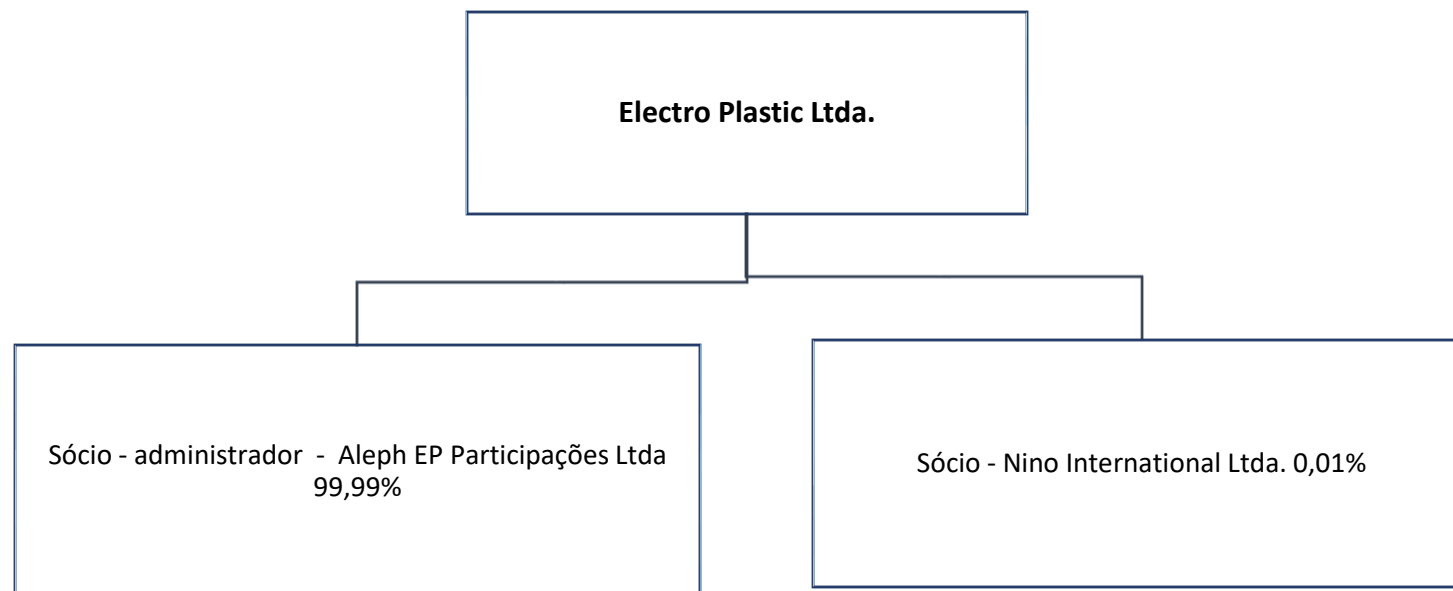 Electro Plastic Ltda.
Sócio - administrador - Aleph EP Participações Ltda
99,99%
Sócio - Nino International Ltda. 0,01%